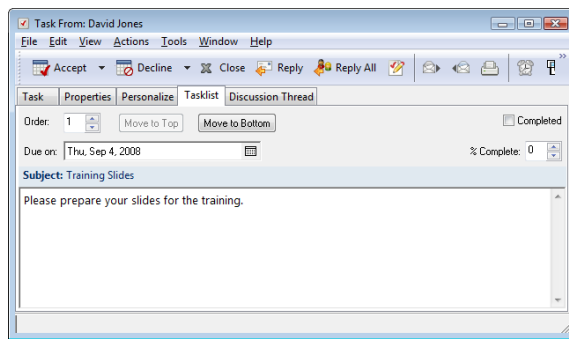 Task From: David Jones
File Edit View Actions Tools Window Help
Accept Decline Close Reply Reply All »
Task Properties Personalize Tasklist Discussion Thread
Order: 1 Move to Top Move to Bottom Completed
Due on: Thu, Sep 4, 2008 % Complete: 0
Subject: Training Slides
Please prepare your slides for the training.